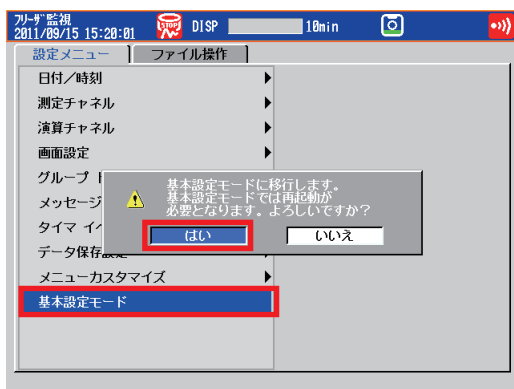 ﾌﾘｰｻﾞ監視
2011/09/15 15:20:01
STOP
DISP
10min
設定メニュー
ファイル操作
日付／時刻
測定チャネル
演算チャネル
画面設定
グループ
メッセージ
タイマ イ
データ保存設定
メニューカスタマイズ
基本設定モード
基本設定モードに移行します。
基本設定モードでは再起動が
必要となります。よろしいですか？
はい
いいえ